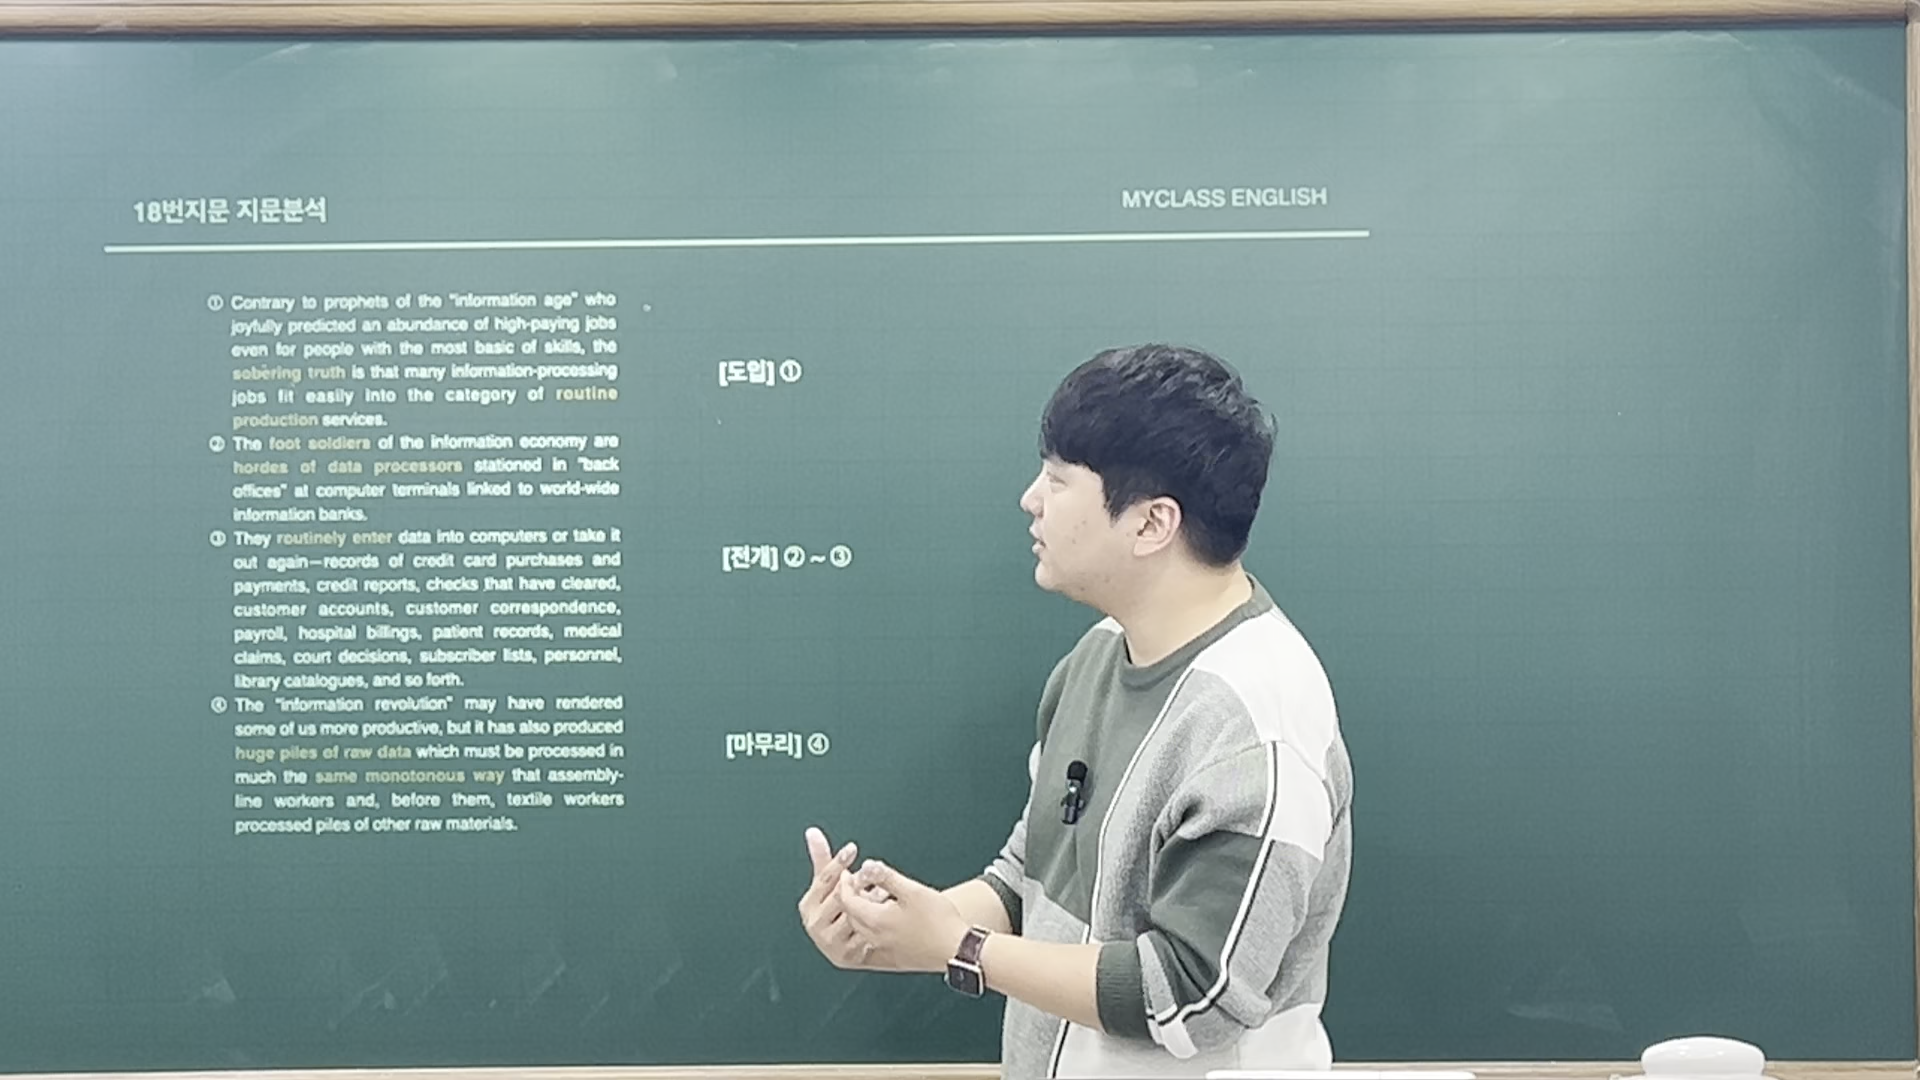 18번지문 지문분석
MYCLASS ENGLISH
① Contrary to prophets of the "information age" who
joyfully predicted an abundance of high-paying jobs
even for people with the most basic of skills, the
sobering truth is that many information-processing
jobs fit easily into the category of routine
production services.
② The foot soldiers of the information economy are
hordes of data processors stationed in "back
offices" at computer terminals linked to world-wide
information banks.
③ They routinely enter data into computers or take it
out again—records of credit card purchases and
payments, credit reports, checks that have cleared,
customer accounts, customer correspondence,
payroll, hospital billings, patient records, medical
claims, court decisions, subscriber lists, personnel,
library catalogues, and so forth.
④ The "information revolution" may have rendered
some of us more productive, but it has also produced
huge piles of raw data which must be processed in
much the same monotonous way that assembly-
line workers and, before them, textile workers
processed piles of other raw materials.
[도입] ①
[전개] ② ~ ③
[마무리] ④